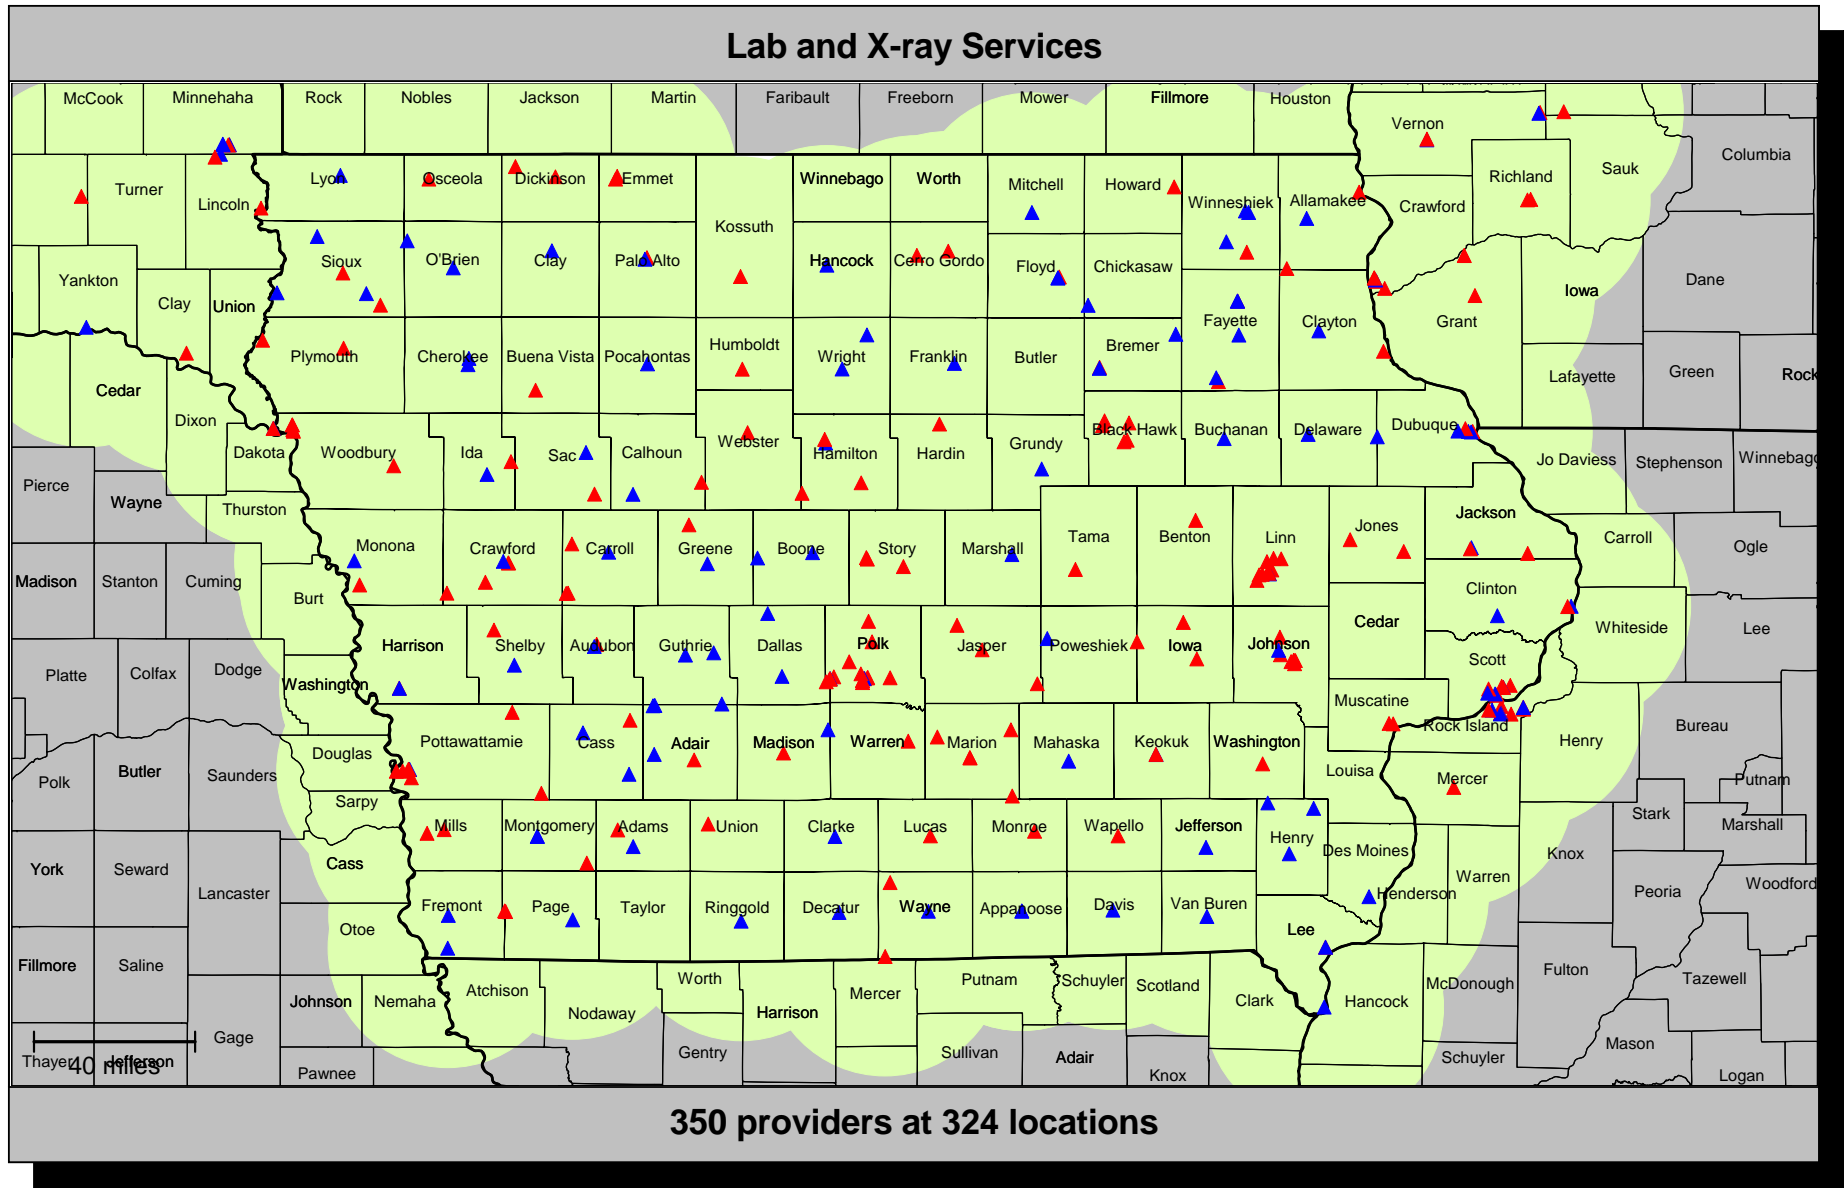 Lab and X-ray Services
McCook Minnehaha Rock Nobles Jackson Martin Faribault Freeborn Mower Fillmore Houston
Vernon
Columbia
Turner Lyon Osceola Dickinson Emmet Winnebago Worth Mitchell Howard Richland Sauk
Lincoln Winneshiek Allamakee Crawford
Kossuth
Yankton Sioux O'Brien Clay Palo Alto Hancock Cerro Gordo Floyd Chickasaw Dane
Clay Union Iowa
Fayette Clayton Grant
Plymouth Cherokee Buena Vista Pocahontas Humboldt Wright Franklin Butler Bremer
Cedar Lafayette Green Rock
Dixon Dubuque
Dakota Woodbury Ida Sac Calhoun Webster Hamilton Hardin Grundy Black Hawk Buchanan Delaware
Jo Daviess Stephenson Winnebago
Pierce
Wayne Thurston Jackson
Monona Crawford Carroll Greene Boone Story Marshall Tama Benton Linn Jones Carroll Ogle
Madison Stanton Cuming Burt Clinton
Harrison Shelby Audubon Guthrie Dallas Polk Jasper Poweshiek Iowa Johnson Cedar Whiteside Lee
Platte Colfax Dodge Scott
Washington Muscatine
Rock Island Bureau
Douglas Pottawattamie Cass Adair Madison Warren Marion Mahaska Keokuk Washington Henry
Polk Butler Saunders Louisa Mercer Putnam
Sarpy
Mills Montgomery Adams Union Clarke Lucas Monroe Wapello Jefferson Henry Stark Marshall
York Seward Cass Des Moines Knox
Lancaster Warren Peoria Woodford
Fremont Page Taylor Ringgold Decatur Wayne Appanoose Davis Van Buren Henderson
Otoe Lee
Fillmore Saline Fulton Tazewell
Johnson Nemaha Atchison Nodaway Worth Harrison Mercer Putnam Schuyler Scotland Clark Hancock McDonough
Gage Gentry Sullivan Adair Schuyler Mason
Thayer Jefferson
40 miles
Pawnee Knox Logan
350 providers at 324 locations